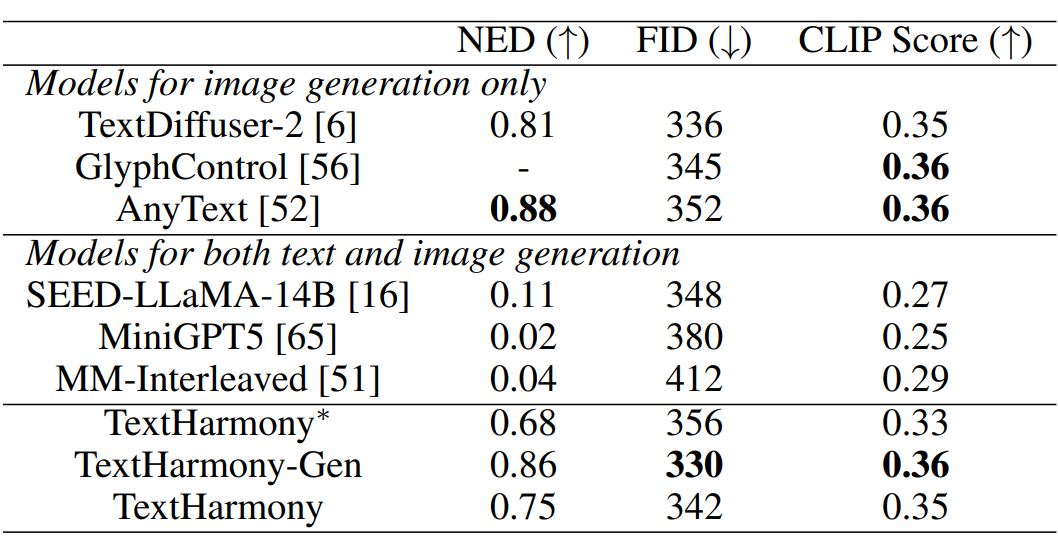 NED (↑) FID (↓) CLIP Score (↑)
Models for image generation only
TextDiffuser-2 [6] 0.81 336 0.35
GlyphControl [56] - 345 0.36
AnyText [52] 0.88 352 0.36
Models for both text and image generation
SEED-LLaMA-14B [16] 0.11 348 0.27
MiniGPT5 [65] 0.02 380 0.25
MM-Interleaved [51] 0.04 412 0.29
TextHarmony* 0.68 356 0.33
TextHarmony-Gen 0.86 330 0.36
TextHarmony 0.75 342 0.35